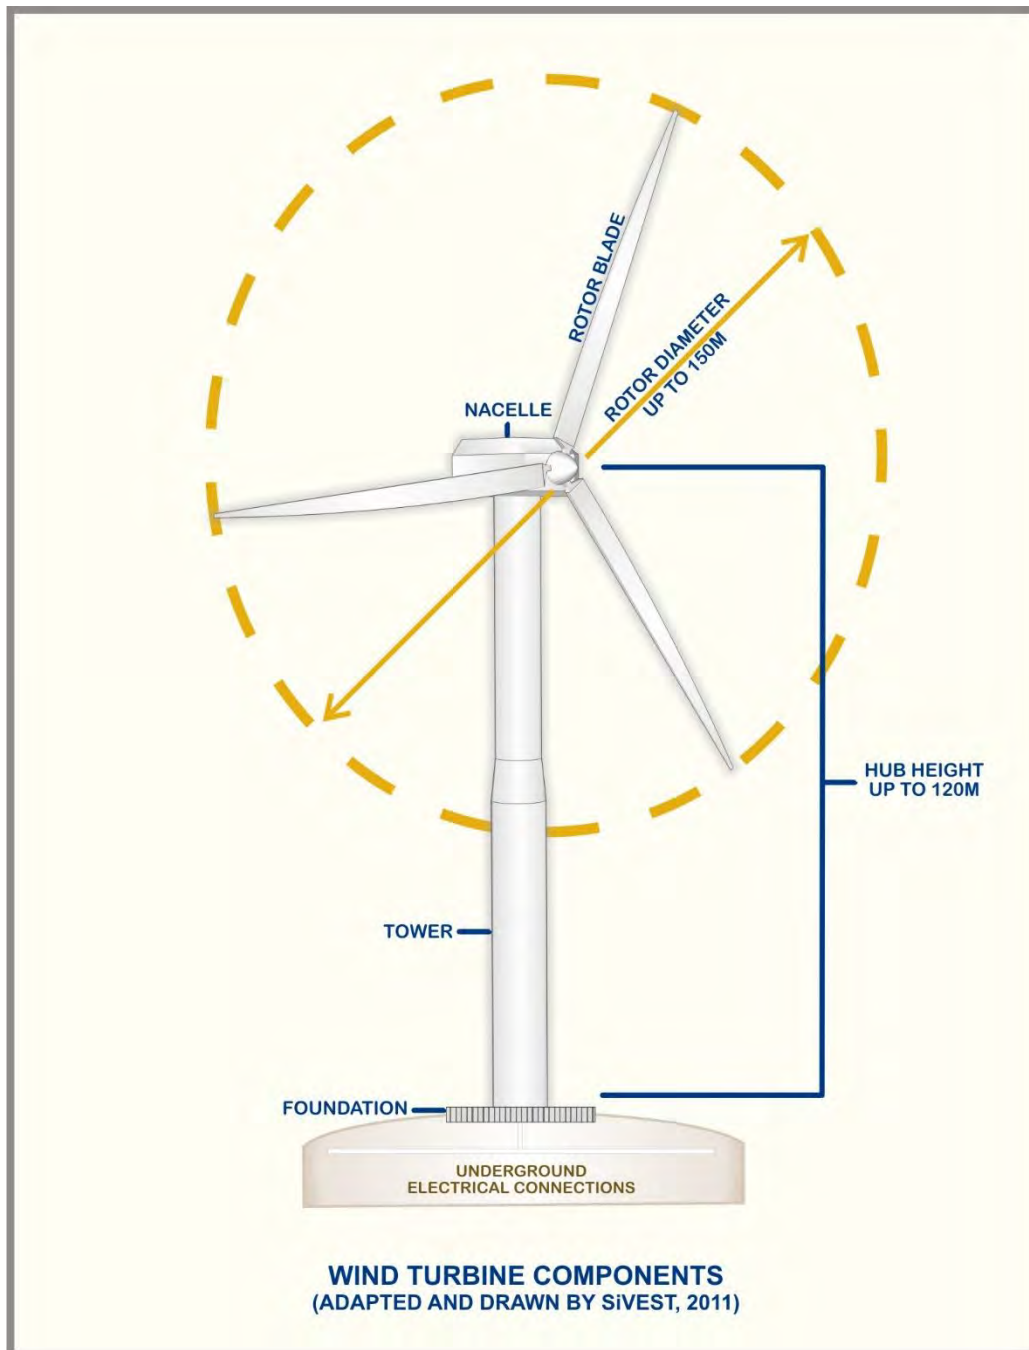 ROTOR BLADE
ROTOR DIAMETER
UP TO 150M
NACELLE
HUB HEIGHT
UP TO 120M
TOWER
FOUNDATION
UNDERGROUND
ELECTRICAL CONNECTIONS
WIND TURBINE COMPONENTS
(ADAPTED AND DRAWN BY SiVEST, 2011)